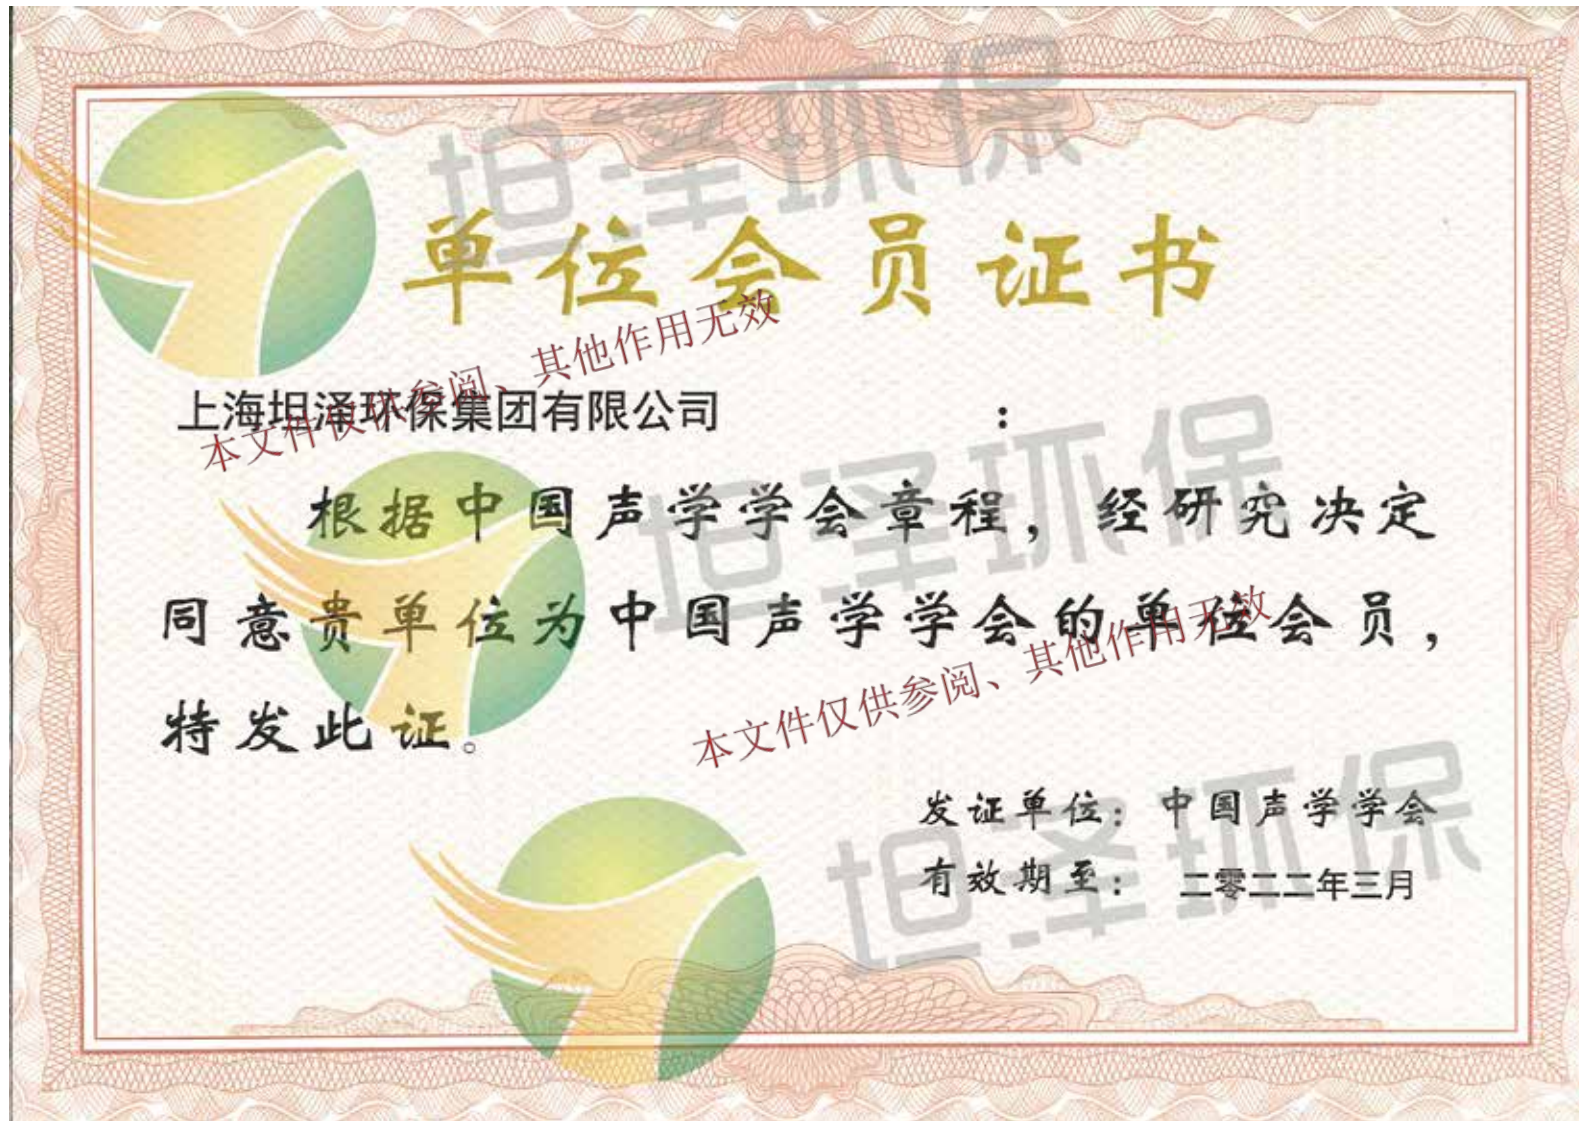 坦泽环保
单位会员证书
本文件仅供参阅、其他作用无效
上海坦泽环保集团有限公司：
坦泽环保
根据中国声学学会章程，经研究决定
同意贵单位为中国声学学会的单位会员，
特发此证。
本文件仅供参阅、其他作用无效
坦泽环保
发证单位：中国声学学会
有效期至：二零二二年三月